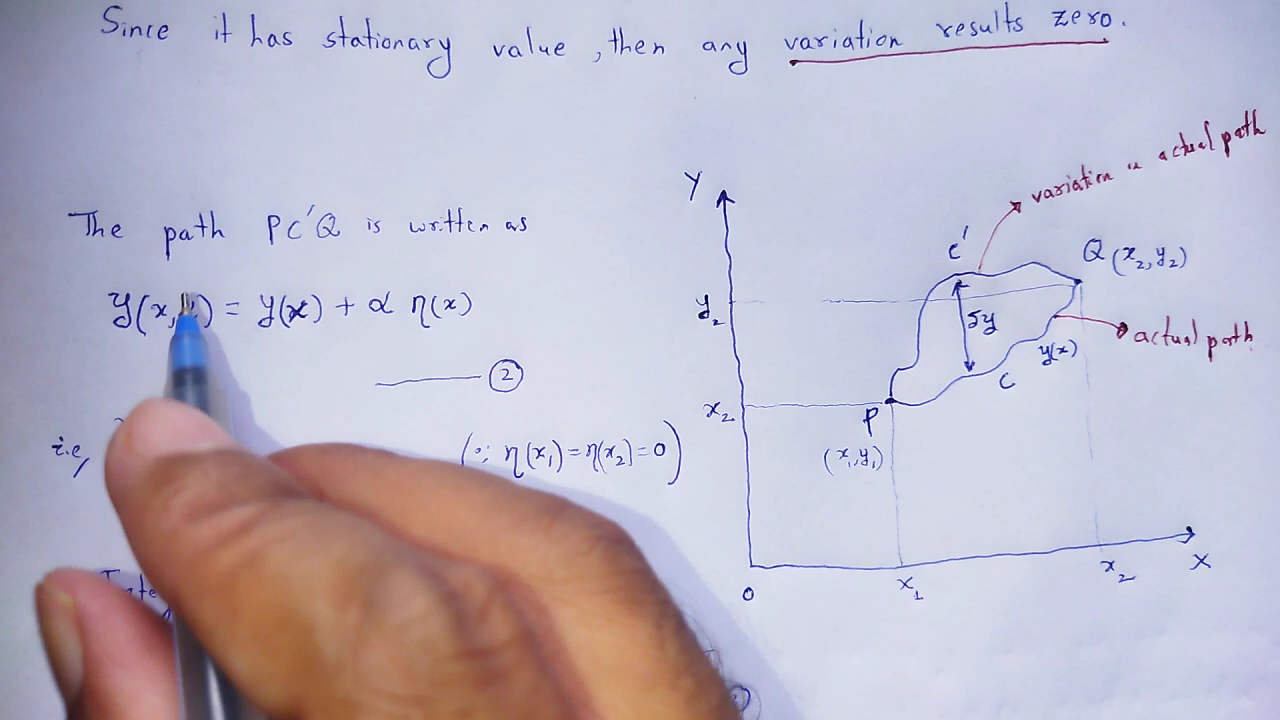 Since it has stationary value, then any variation results zero.
The path PC'Q is written as
y(x, ) = y(x) + α η(x)
②
i.e,
(∵ η(x₁) = η(x₂) = 0)
Y
variation in actual path
C'
Q (x₂, y₂)
y₂
δy
actual path
y(x)
C
x₂
P
(x₁, y₁)
0
x₁
x₂
X